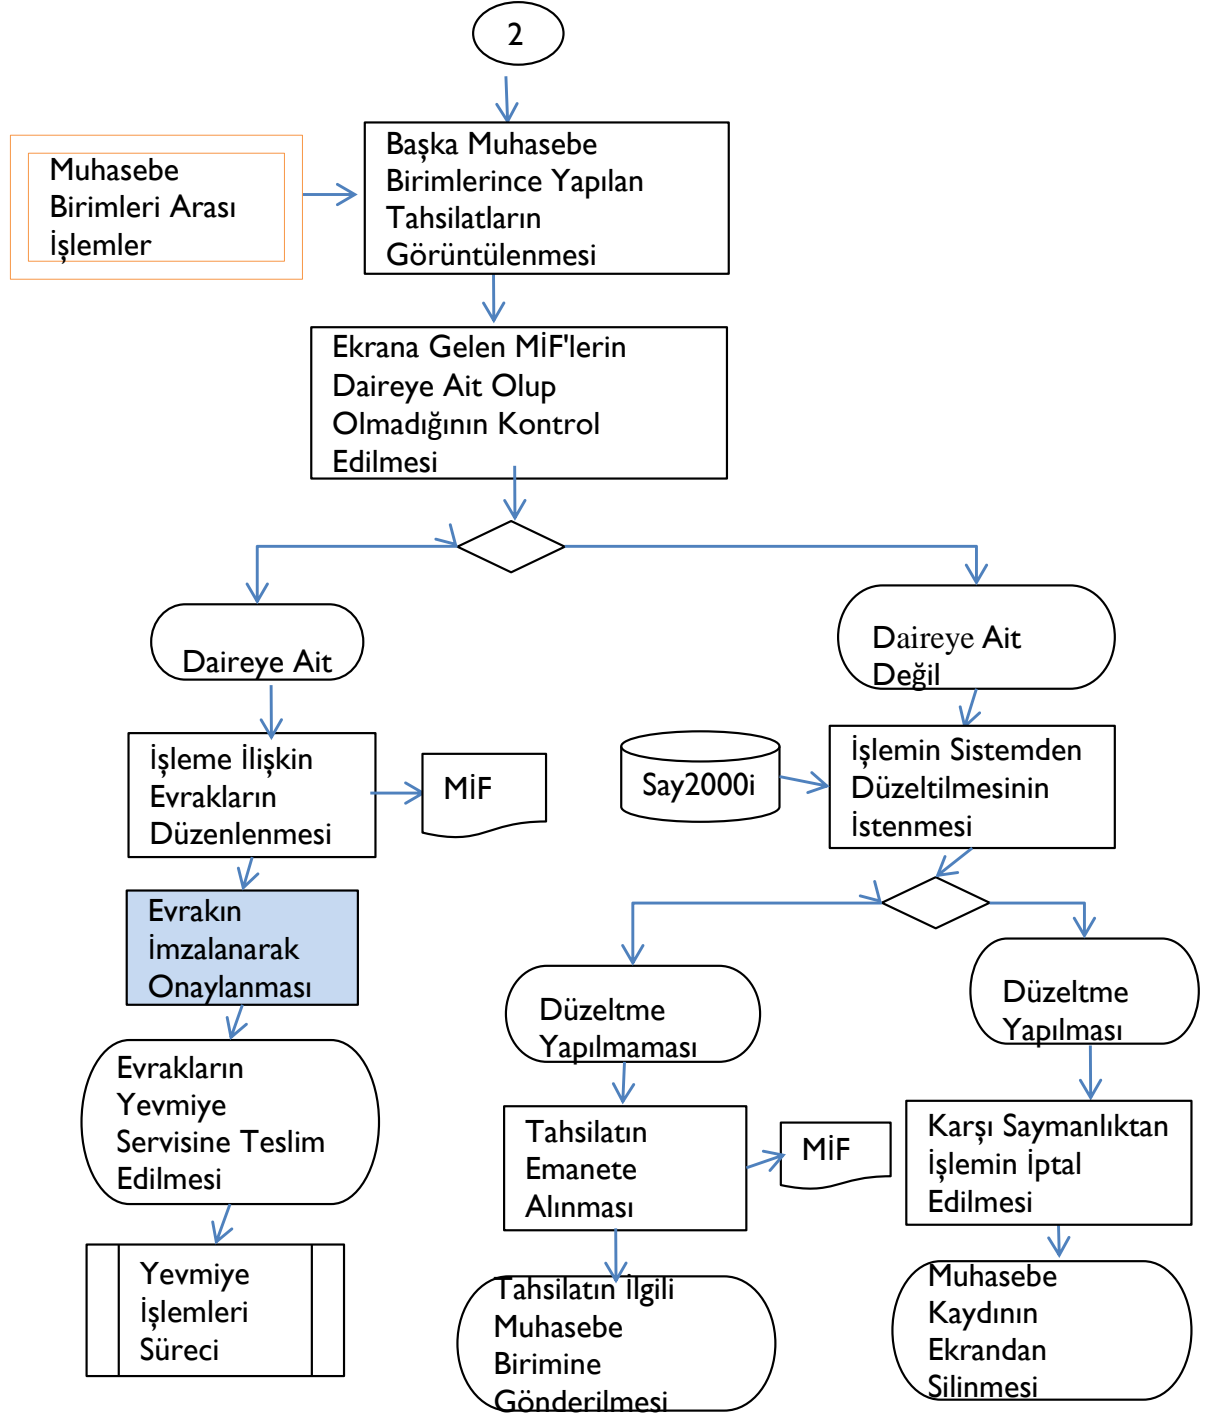 2
Başka Muhasebe
Birimlerince Yapılan
Tahsilatların
Görüntülenmesi
Muhasebe
Birimleri Arası
İşlemler
Ekrana Gelen MİF'lerin
Daireye Ait Olup
Olmadığının Kontrol
Edilmesi
Daireye Ait
Daireye Ait
Değil
İşleme İlişkin
Evrakların
Düzenlenmesi
MİF
Say2000i
İşlemin Sistemden
Düzeltilmesinin
İstenmesi
Evrakın
İmzalanarak
Onaylanması
Düzeltme
Yapılmaması
Düzeltme
Yapılması
Evrakların
Yevmiye
Servisine Teslim
Edilmesi
Tahsilatın
Emanete
Alınması
MİF
Karşı Saymanlıktan
İşlemin İptal
Edilmesi
Yevmiye
İşlemleri
Süreci
Tahsilatın İlgili
Muhasebe
Birimine
Gönderilmesi
Muhasebe
Kaydının
Ekrandan
Silinmesi